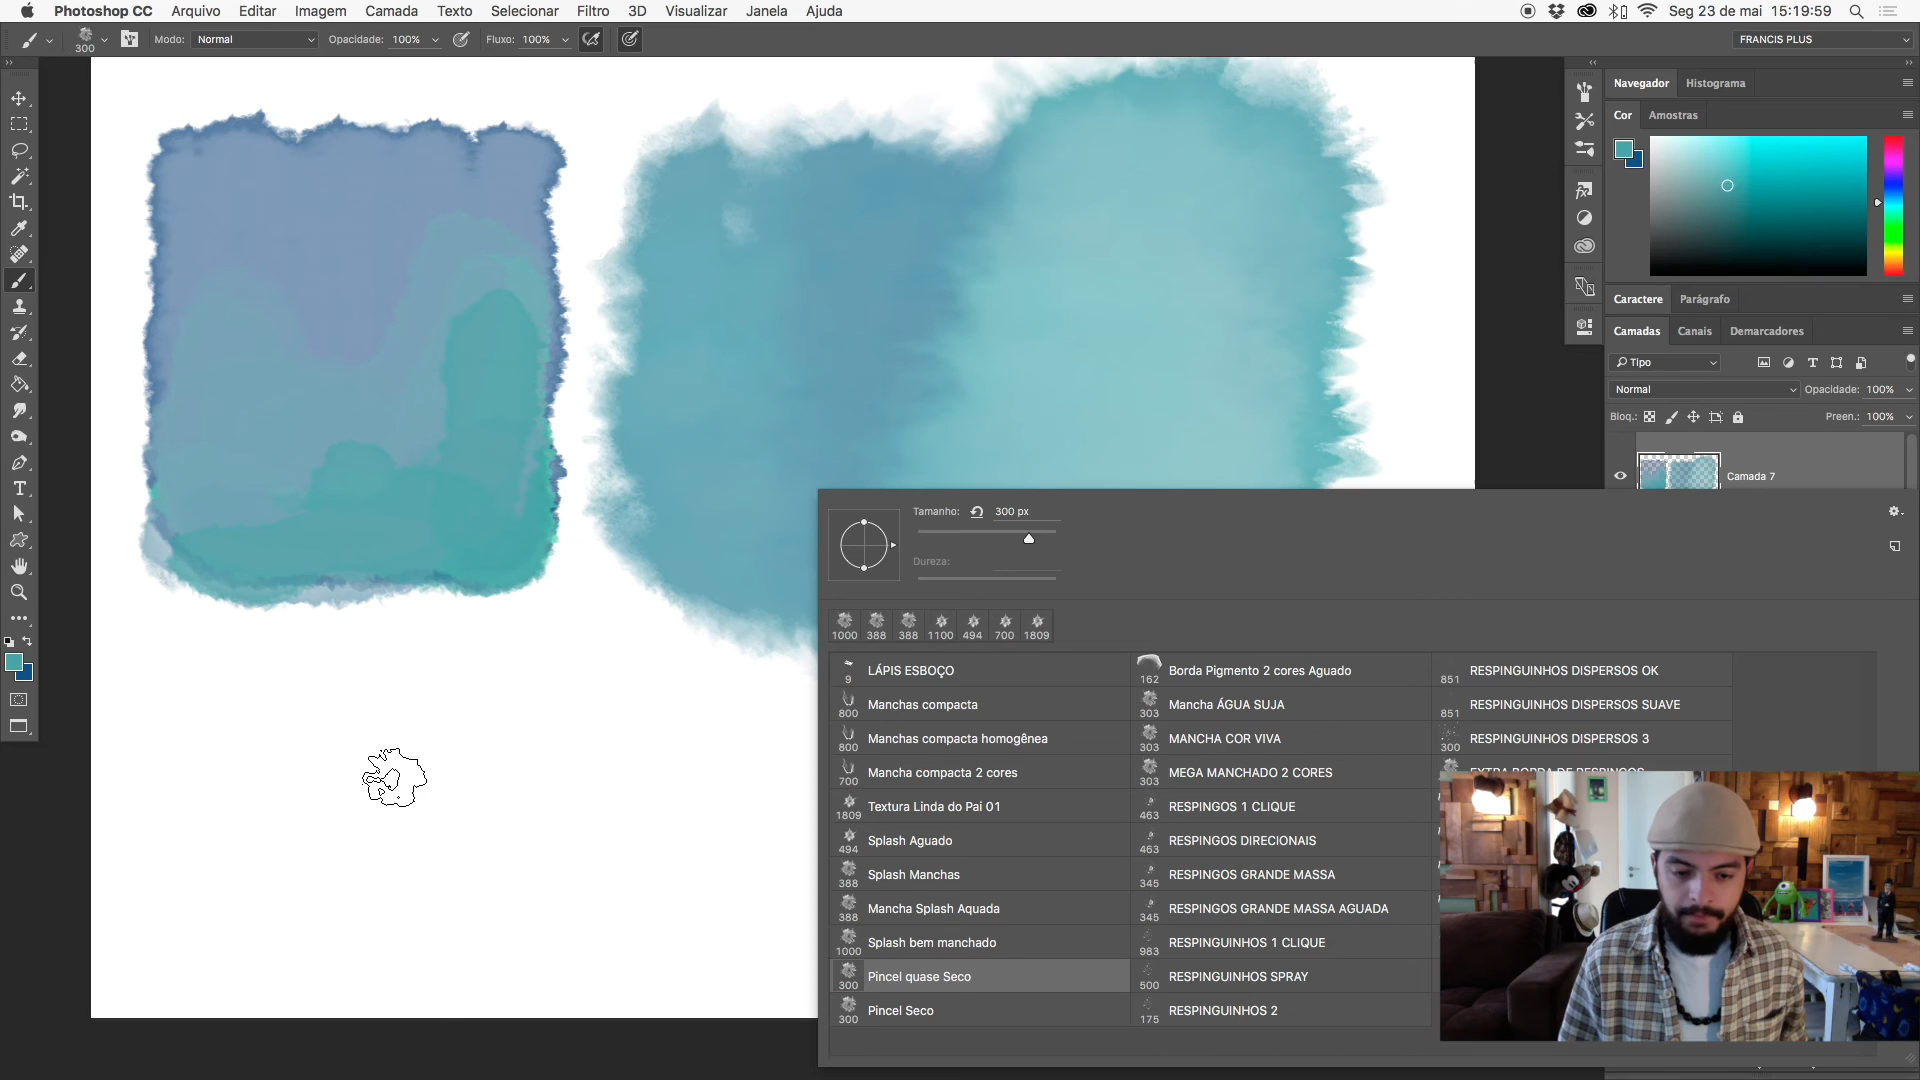 Photoshop CC Arquivo Editar Imagem Camada Texto Selecionar Filtro 3D Visualizar Janela Ajuda Seg 23 de mai 15:19:59
300 Modo: Normal Opacidade: 100% Fluxo: 100% FRANCIS PLUS
Navegador Histograma
Cor Amostras
Caractere Parágrafo
Camadas Canais Demarcadores
Tipo
Normal Opacidade: 100%
Bloq.: Preen.: 100%
Camada 7
Tamanho: 300 px
Dureza:
1000 388 388 1100 494 700 1809
9 LÁPIS ESBOÇO
800 Manchas compacta
800 Manchas compacta homogênea
700 Mancha compacta 2 cores
1809 Textura Linda do Pai 01
494 Splash Aguado
388 Splash Manchas
388 Mancha Splash Aquada
1000 Splash bem manchado
300 Pincel quase Seco
300 Pincel Seco
162 Borda Pigmento 2 cores Aguado
303 Mancha ÁGUA SUJA
303 MANCHA COR VIVA
303 MEGA MANCHADO 2 CORES
463 RESPINGOS 1 CLIQUE
463 RESPINGOS DIRECIONAIS
345 RESPINGOS GRANDE MASSA
345 RESPINGOS GRANDE MASSA AGUADA
983 RESPINGUINHOS 1 CLIQUE
500 RESPINGUINHOS SPRAY
175 RESPINGUINHOS 2
851 RESPINGUINHOS DISPERSOS OK
851 RESPINGUINHOS DISPERSOS SUAVE
300 RESPINGUINHOS DISPERSOS 3
EXTRA BORDA DE RESPINGOS